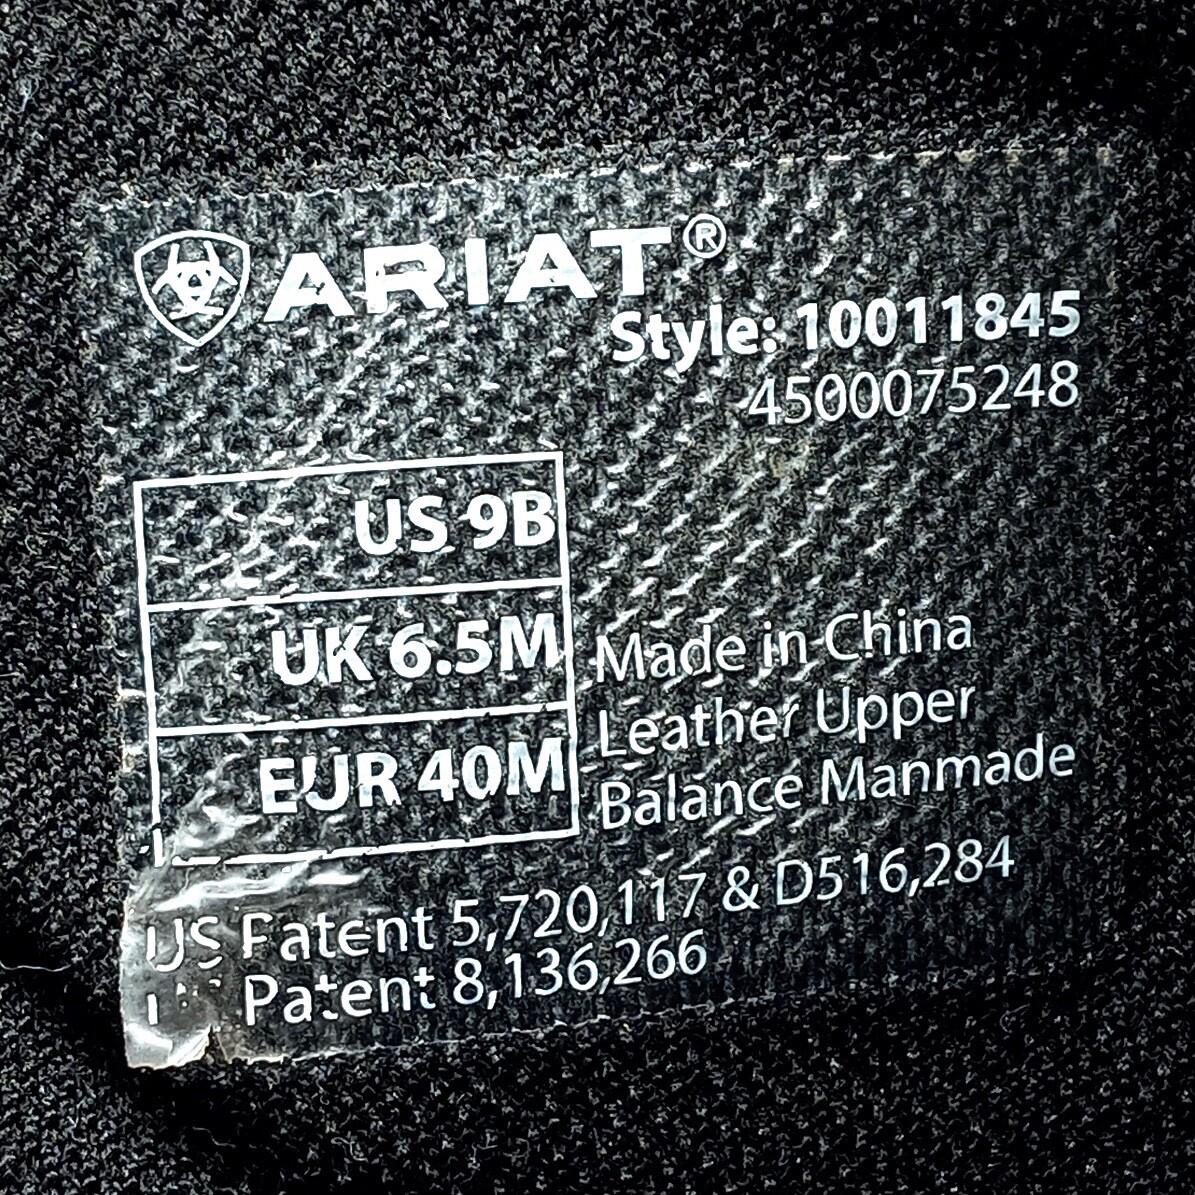 ARIAT®
Style: 10011845
4500075248
US 9B
UK 6.5M
EUR 40M
Made in China
Leather Upper
Balance Manmade
US Patent 5,720,117 & D516,284
Patent 8,136,266